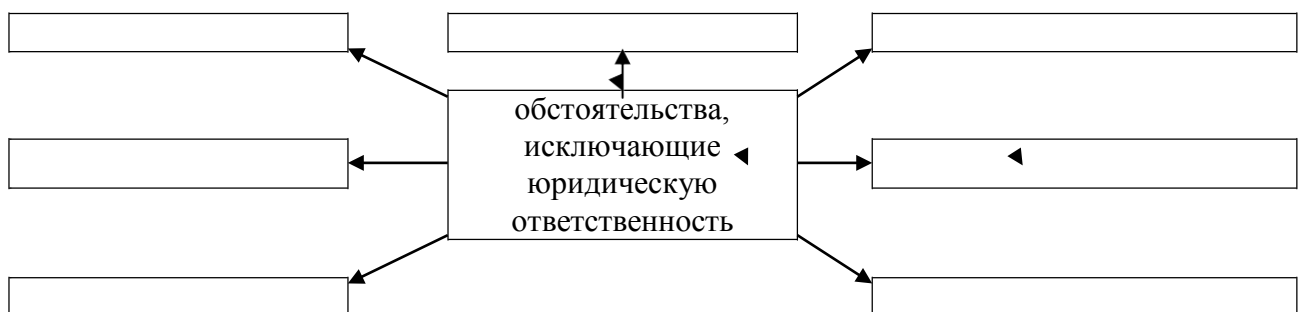 обстоятельства,
исключающие
юридическую
ответственность